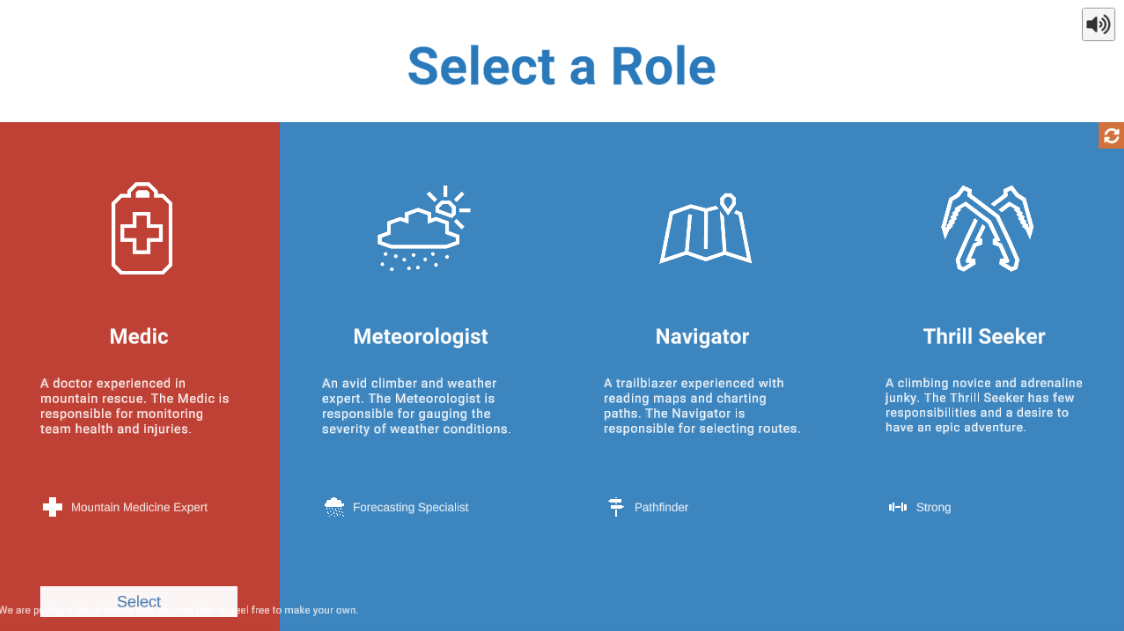 Select a Role
Medic
A doctor experienced in
mountain rescue. The Medic is
responsible for monitoring
team health and injuries.
Mountain Medicine Expert
Select
Meteorologist
An avid climber and weather
expert. The Meteorologist is
responsible for gauging the
severity of weather conditions.
Forecasting Specialist
Navigator
A trailblazer experienced with
reading maps and charting
paths. The Navigator is
responsible for selecting routes.
Pathfinder
Thrill Seeker
A climbing novice and adrenaline
junky. The Thrill Seeker has few
responsibilities and a desire to
have an epic adventure.
Strong
We are free to make your own.